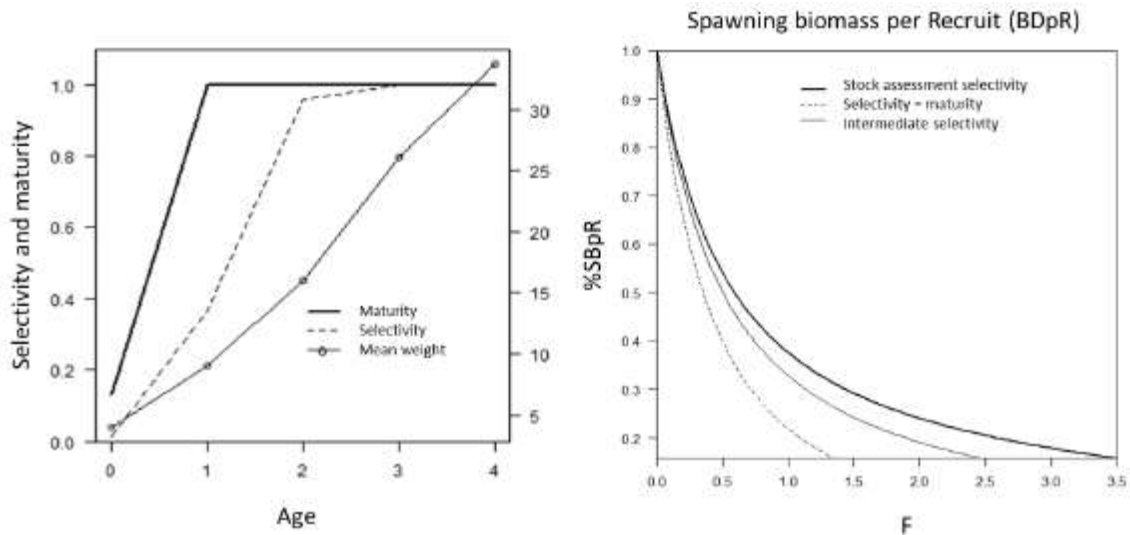 Selectivity and maturity
1.0
0.8
0.6
0.4
0.2
0.0
30
25
20
15
10
5
Maturity
Selectivity
Mean weight
0 1 2 3 4
Age
Spawning biomass per Recruit (BDpR)
%SBpR
1.0
0.9
0.8
0.7
0.6
0.5
0.4
0.3
0.2
Stock assessment selectivity
Selectivity = maturity
Intermediate selectivity
0.0 0.5 1.0 1.5 2.0 2.5 3.0 3.5
F